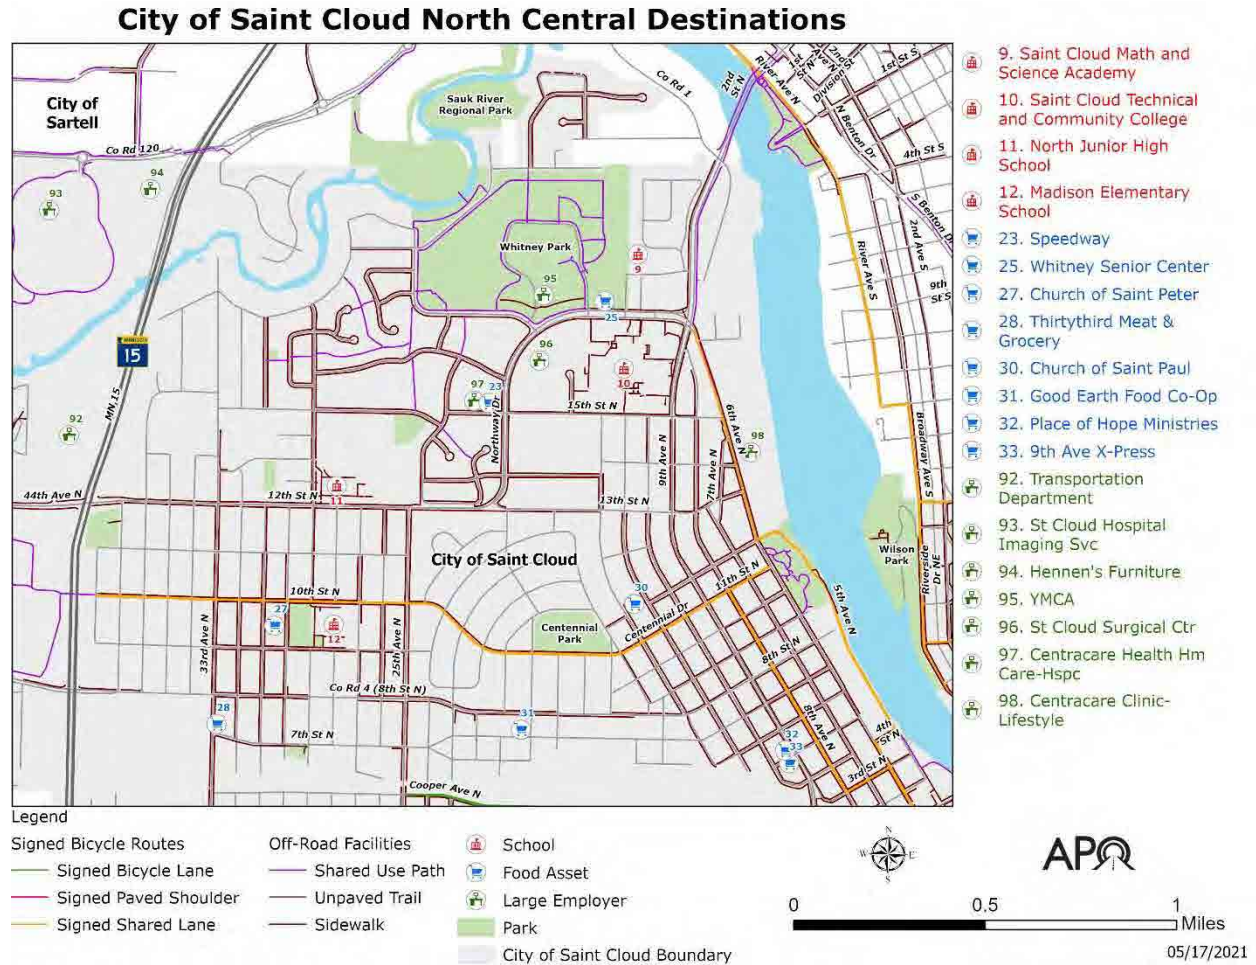 City of Saint Cloud North Central Destinations
City of
Sartell
Co Rd 120
94
93
Sauk River
Regional Park
Co Rd 1
2nd
St N
River Ave N
1st
St N
2nd
Ave N
Division St
1st St S
N Benton Dr
4th St S
S Benton Dr
2nd Ave S
River Ave S
9th
St S
Whitney Park
9
95
25
MINNESOTA
15
MN 15
96
97
23
10
15th St N
Northway Dr
6th Ave N
98
9th Ave N
7th Ave N
Broadway Ave S
92
44th Ave N
12th St N
11
13th St N
City of Saint Cloud
Wilson
Park
Riverside
Dr NE
10th St N
27
12
33rd Ave N
25th Ave N
30
Centennial
Park
Centennial Dr
11th St N
5th Ave N
8th St N
Co Rd 4 (8th St N)
28
7th St N
31
8th Ave N
32
33
4th
St N
3rd St N
Cooper Ave N
9. Saint Cloud Math and
Science Academy
10. Saint Cloud Technical
and Community College
11. North Junior High
School
12. Madison Elementary
School
23. Speedway
25. Whitney Senior Center
27. Church of Saint Peter
28. Thirtythird Meat &
Grocery
30. Church of Saint Paul
31. Good Earth Food Co-Op
32. Place of Hope Ministries
33. 9th Ave X-Press
92. Transportation
Department
93. St Cloud Hospital
Imaging Svc
94. Hennen's Furniture
95. YMCA
96. St Cloud Surgical Ctr
97. Centracare Health Hm
Care-Hspc
98. Centracare Clinic-
Lifestyle
Legend
Signed Bicycle Routes
Signed Bicycle Lane
Signed Paved Shoulder
Signed Shared Lane
Off-Road Facilities
Shared Use Path
Unpaved Trail
Sidewalk
School
Food Asset
Large Employer
Park
City of Saint Cloud Boundary
N
W E
S
APO
0 0.5 1
Miles
05/17/2021